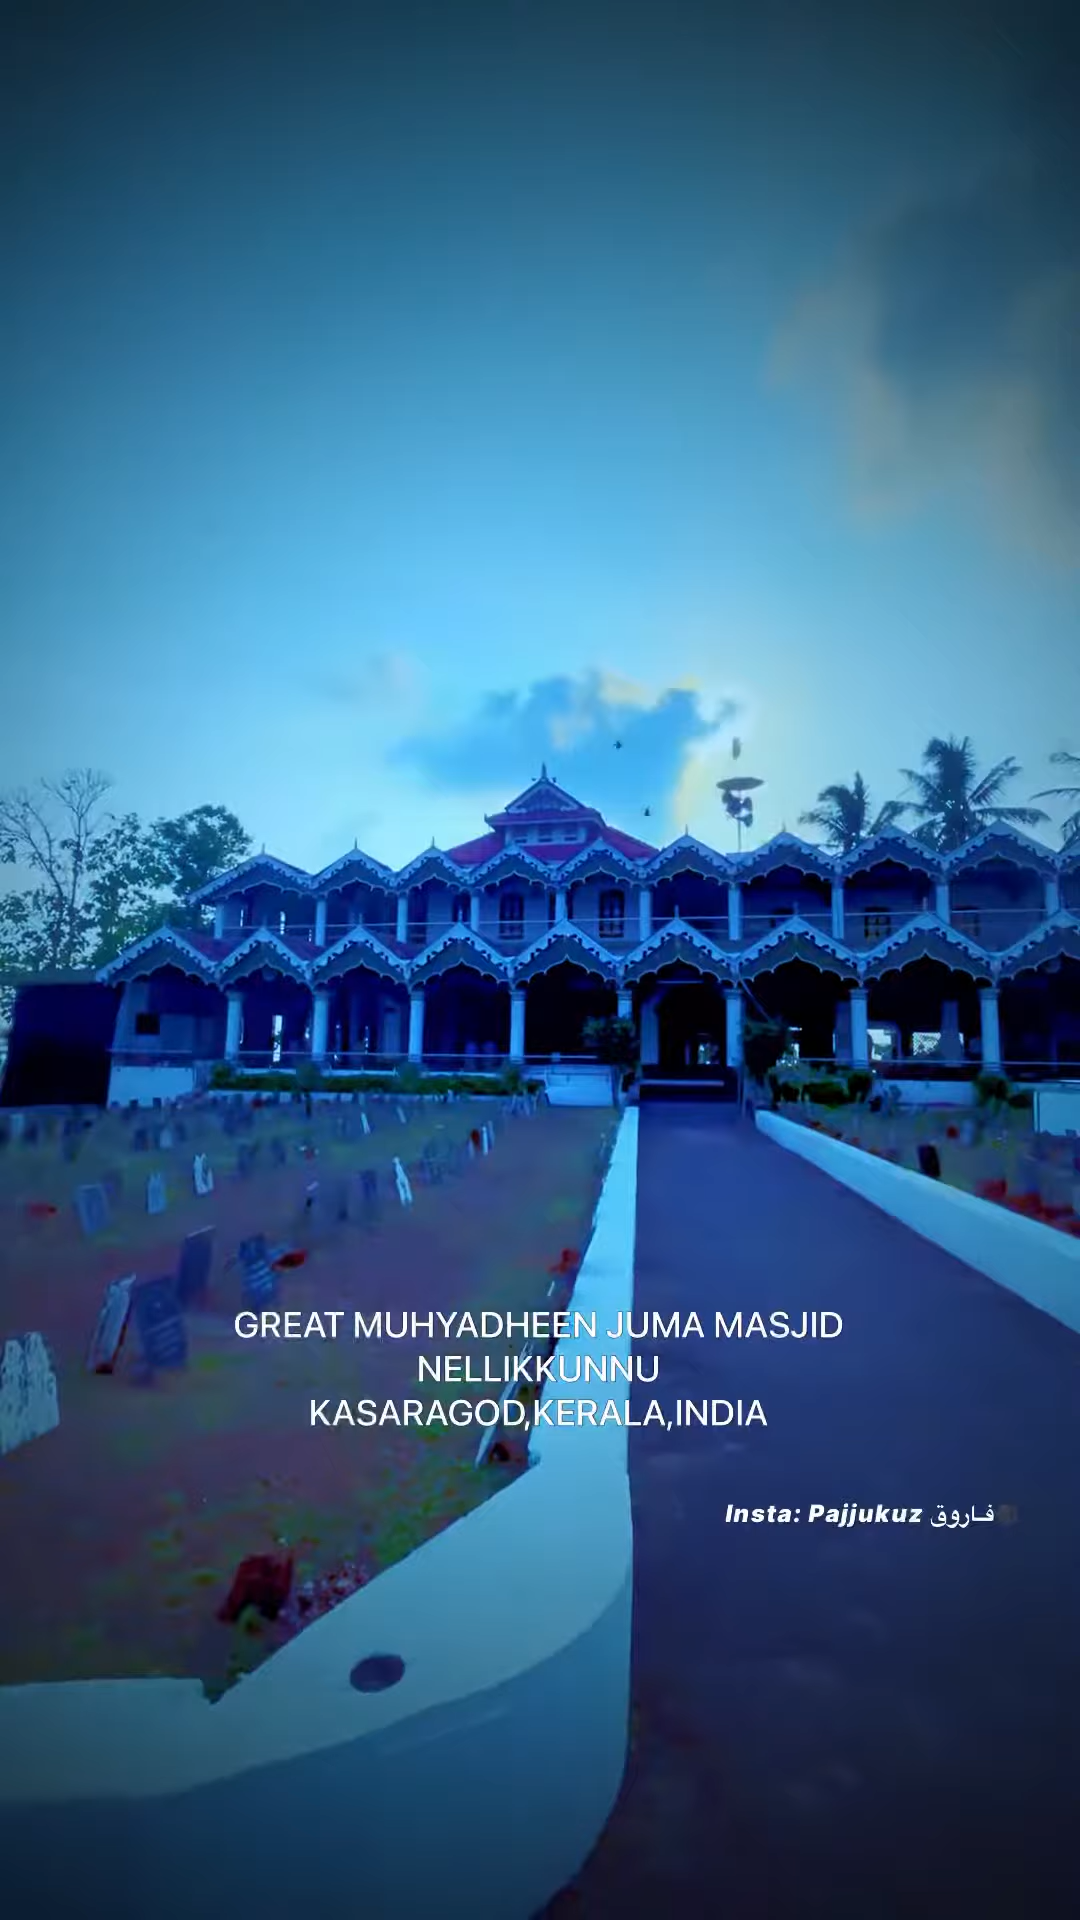 GREAT MUHYADHEEN JUMA MASJID
NELLIKKUNNU
KASARAGOD,KERALA,INDIA
Insta: Pajjukuz فاروق